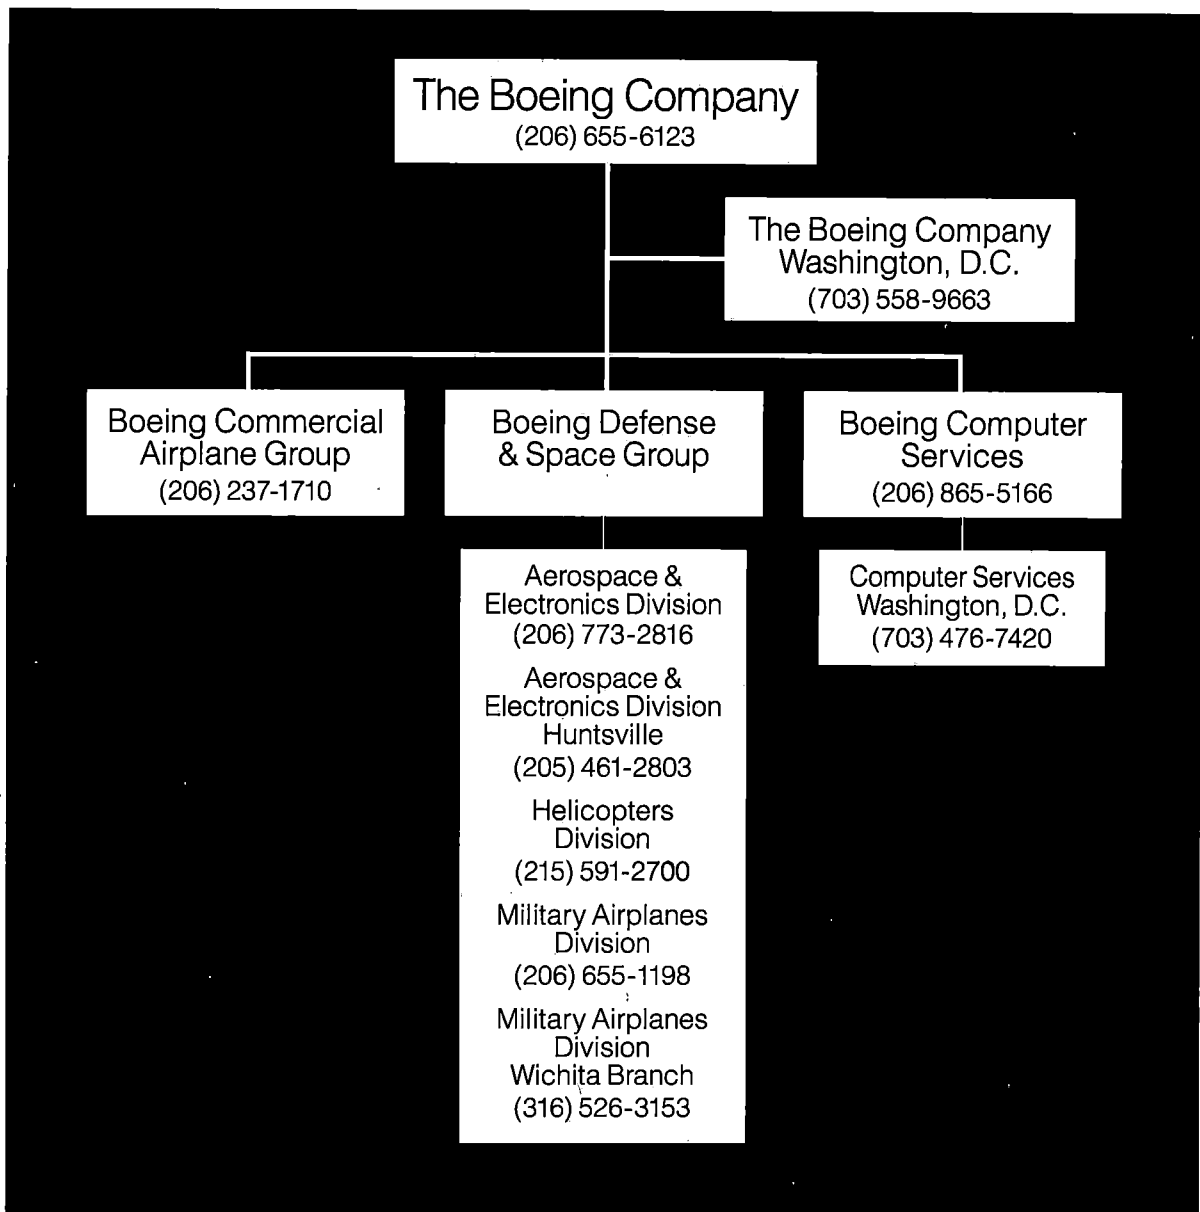 The Boeing Company
(206) 655-6123
The Boeing Company
Washington, D.C.
(703) 558-9663
Boeing Commercial
Airplane Group
(206) 237-1710
Boeing Defense
& Space Group
Boeing Computer
Services
(206) 865-5166
Aerospace &
Electronics Division
(206) 773-2816
Aerospace &
Electronics Division
Huntsville
(205) 461-2803
Helicopters
Division
(215) 591-2700
Military Airplanes
Division
(206) 655-1198
Military Airplanes
Division
Wichita Branch
(316) 526-3153
Computer Services
Washington, D.C.
(703) 476-7420